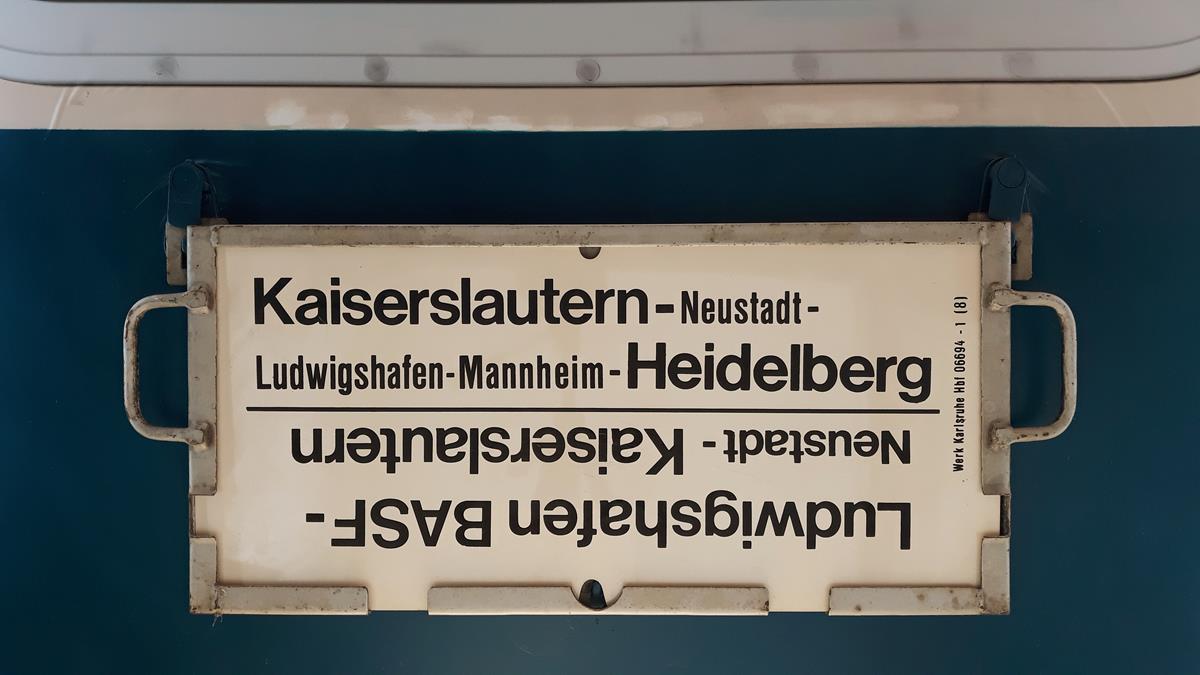 Kaiserslautern-Neustadt-
Ludwigshafen-Mannheim-Heidelberg
Ludwigshafen BASF-
Neustadt-Kaiserslautern
Werk Karlsruhe Hbf 06694 -1 (8)